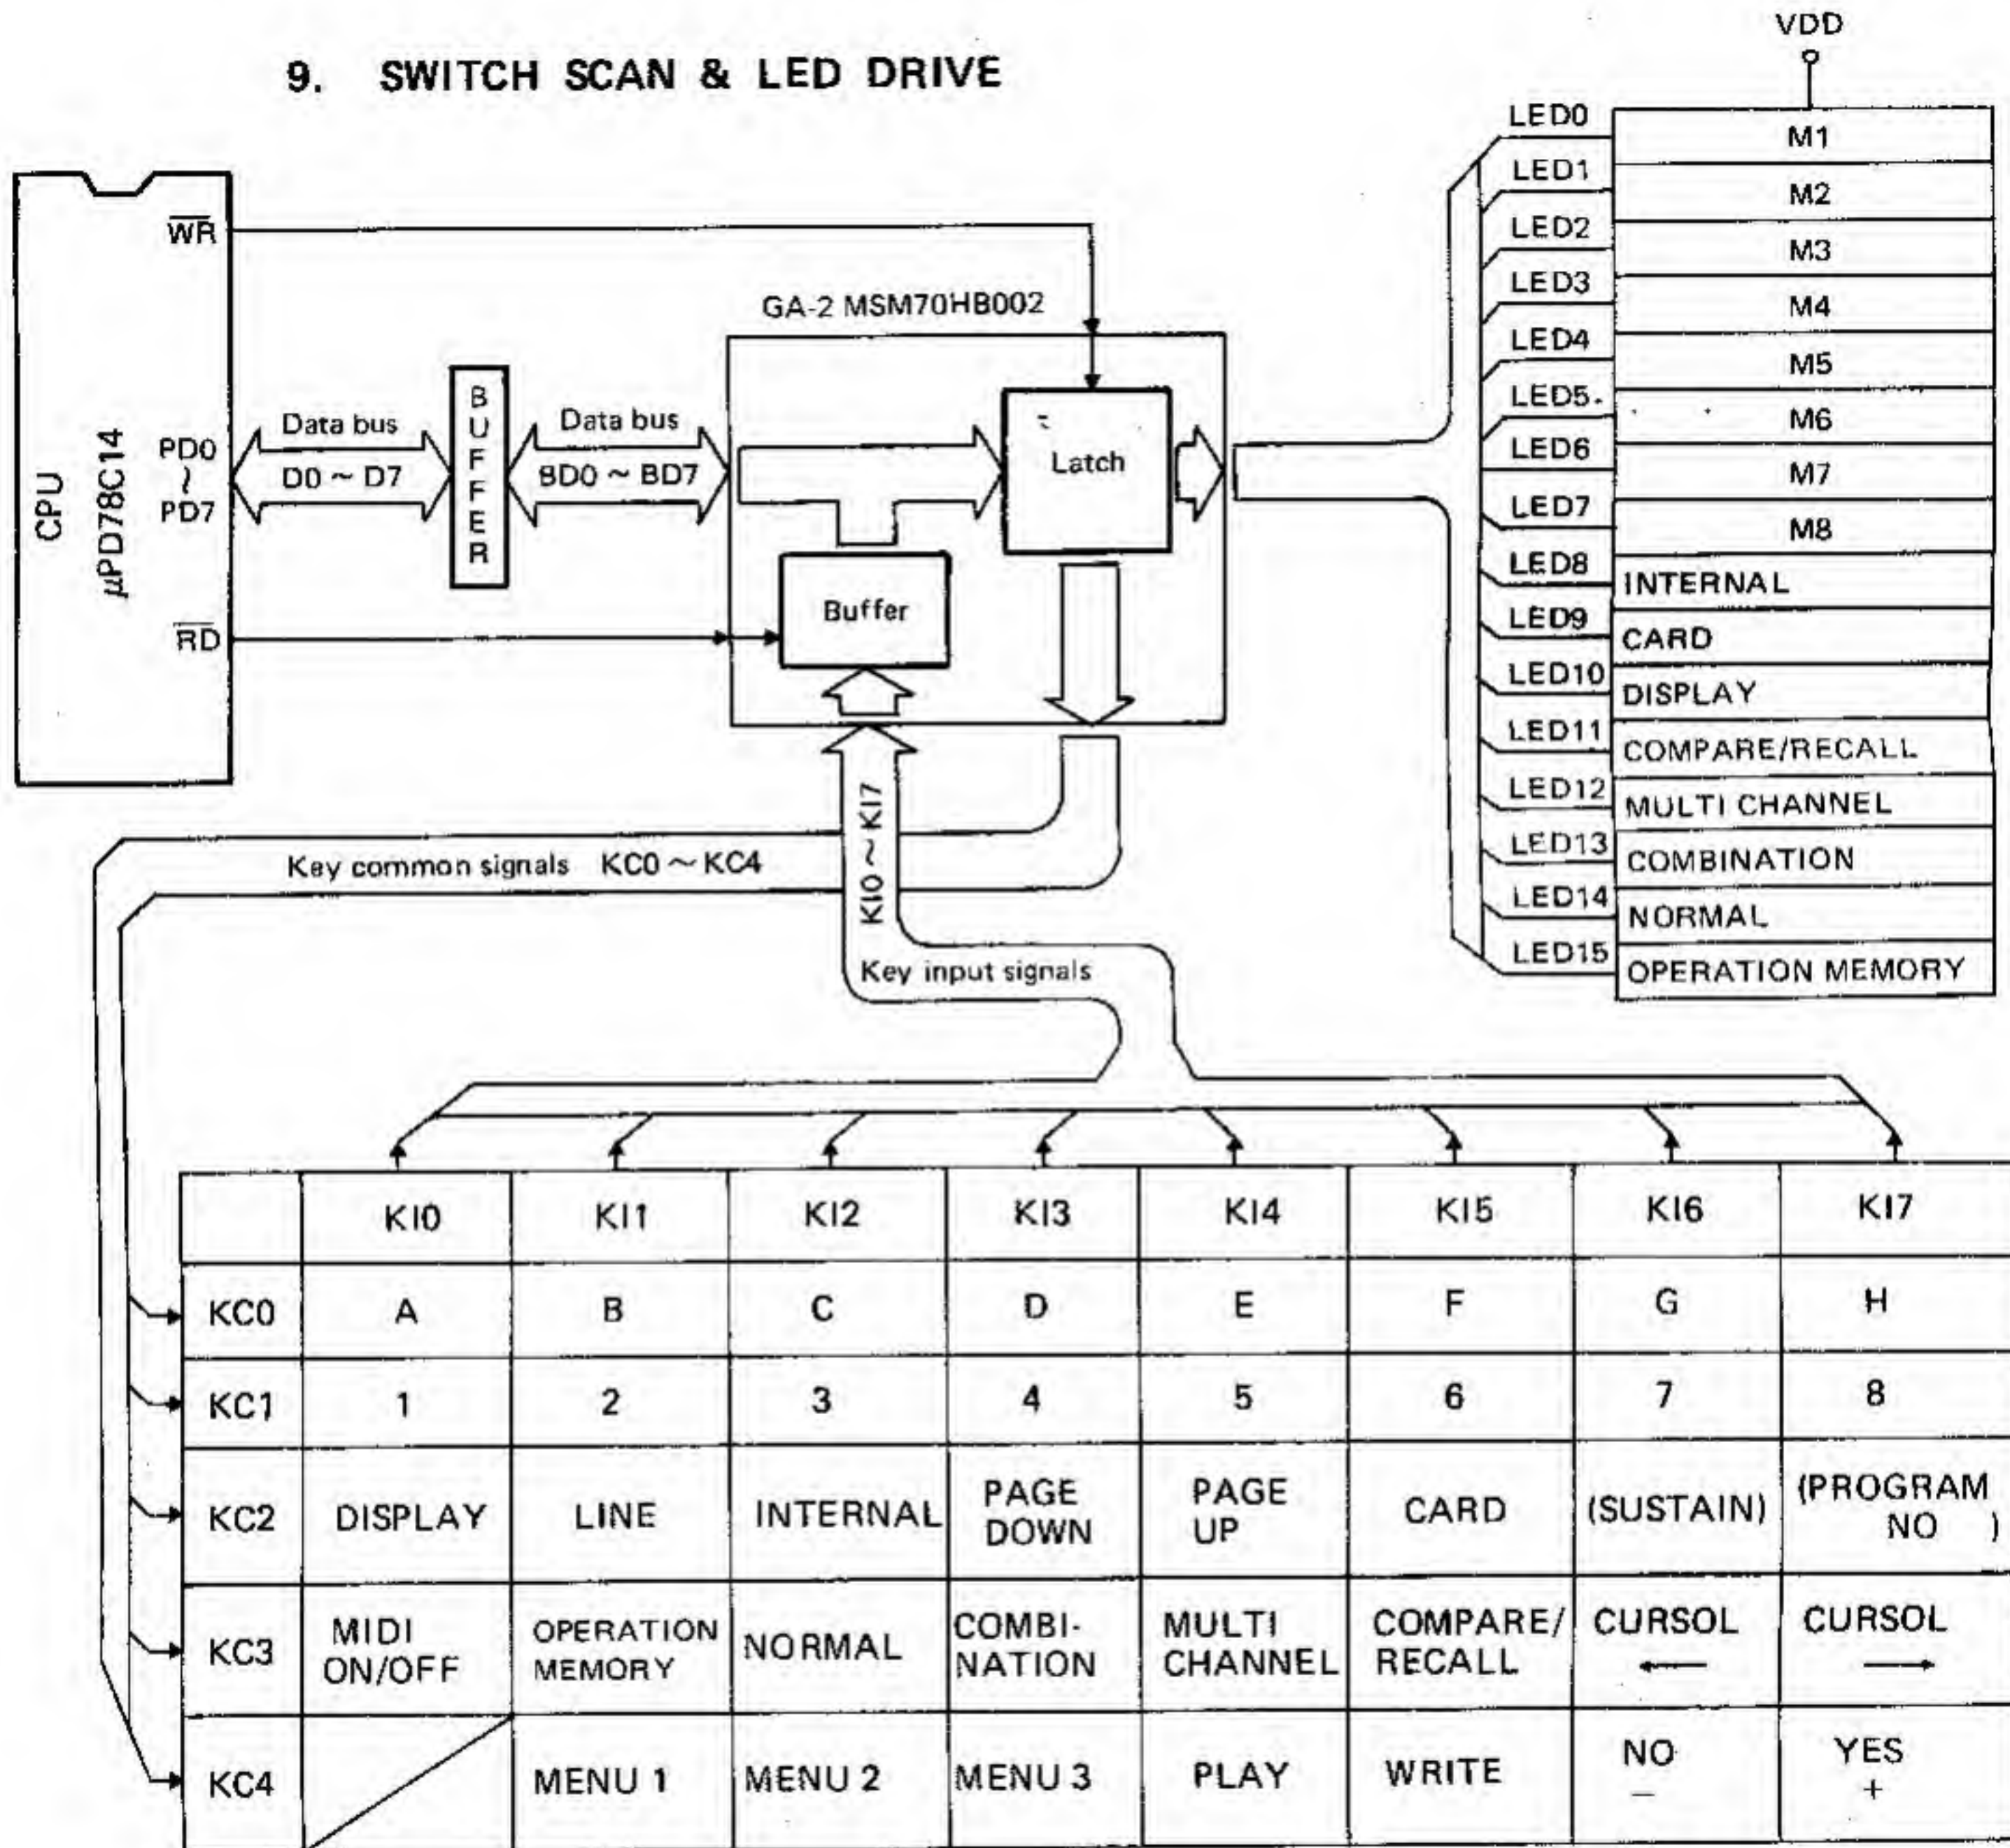 9. SWITCH SCAN & LED DRIVE
VDD
CPU
μPD78C14
WR
PD0
~
PD7
RD
Data bus
D0 ~ D7
BUFFER
Data bus
BD0 ~ BD7
GA-2 MSM70HB002
Latch
Buffer
LED0 M1
LED1 M2
LED2 M3
LED3 M4
LED4 M5
LED5 M6
LED6 M7
LED7 M8
LED8 INTERNAL
LED9 CARD
LED10 DISPLAY
LED11 COMPARE/RECALL
LED12 MULTI CHANNEL
LED13 COMBINATION
LED14 NORMAL
LED15 OPERATION MEMORY
Key common signals KC0 ~ KC4
KI0 ~ KI7
Key input signals
KI0 KI1 KI2 KI3 KI4 KI5 KI6 KI7
KC0 A B C D E F G H
KC1 1 2 3 4 5 6 7 8
KC2 DISPLAY LINE INTERNAL PAGE DOWN PAGE UP CARD (SUSTAIN) (PROGRAM NO )
KC3 MIDI ON/OFF OPERATION MEMORY NORMAL COMBI-NATION MULTI CHANNEL COMPARE/RECALL CURSOL ← CURSOL →
KC4 MENU 1 MENU 2 MENU 3 PLAY WRITE NO − YES +